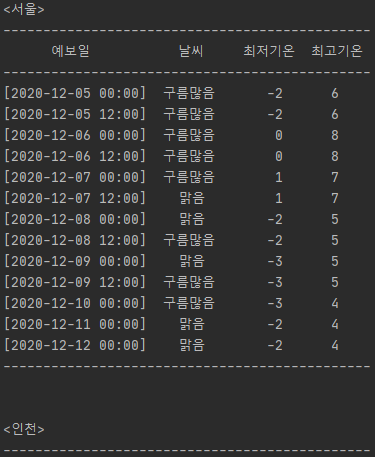 <서울>
----------------------------------------------
예보일 날씨 최저기온 최고기온
----------------------------------------------
[2020-12-05 00:00] 구름많음 -2 6
[2020-12-05 12:00] 구름많음 -2 6
[2020-12-06 00:00] 구름많음 0 8
[2020-12-06 12:00] 구름많음 0 8
[2020-12-07 00:00] 구름많음 1 7
[2020-12-07 12:00] 맑음 1 7
[2020-12-08 00:00] 맑음 -2 5
[2020-12-08 12:00] 구름많음 -2 5
[2020-12-09 00:00] 맑음 -3 5
[2020-12-09 12:00] 구름많음 -3 5
[2020-12-10 00:00] 구름많음 -3 4
[2020-12-11 00:00] 맑음 -2 4
[2020-12-12 00:00] 맑음 -2 4
----------------------------------------------
<인천>
----------------------------------------------